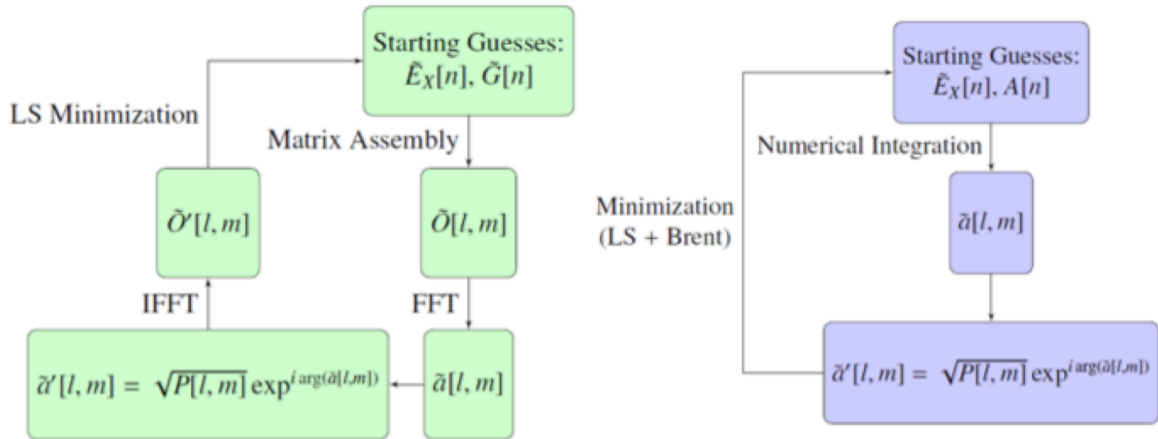 Starting Guesses:
Ẽ_X[n], G̃[n]
LS Minimization
Matrix Assembly
Õ′[l, m]
Õ[l, m]
IFFT
FFT
ã′[l, m] = √P[l, m] exp^{i arg(ã[l,m])}
ã[l, m]
Starting Guesses:
Ẽ_X[n], A[n]
Numerical Integration
Minimization
(LS + Brent)
ã[l, m]
ã′[l, m] = √P[l, m] exp^{i arg(ã[l,m])}